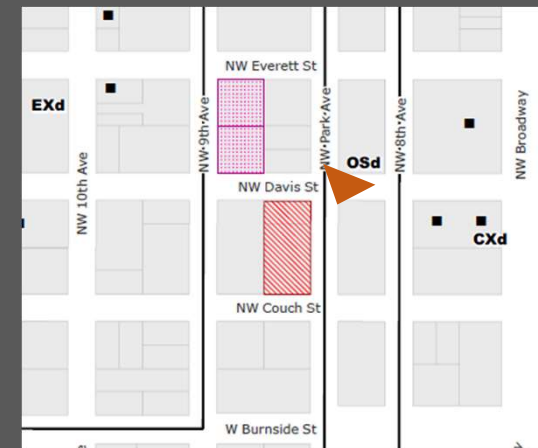 NW Everett St
EXd
NW 9th Ave
NW Park Ave
NW 8th Ave
NW Broadway
NW 10th Ave
OSd
NW Davis St
CXd
NW Couch St
W Burnside St